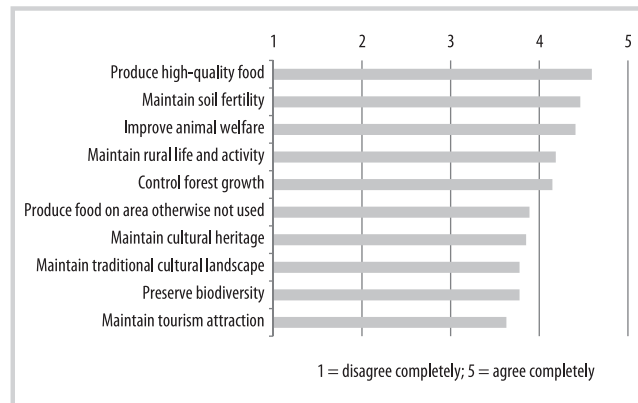 1 2 3 4 5
Produce high-quality food
Maintain soil fertility
Improve animal welfare
Maintain rural life and activity
Control forest growth
Produce food on area otherwise not used
Maintain cultural heritage
Maintain traditional cultural landscape
Preserve biodiversity
Maintain tourism attraction
1 = disagree completely; 5 = agree completely